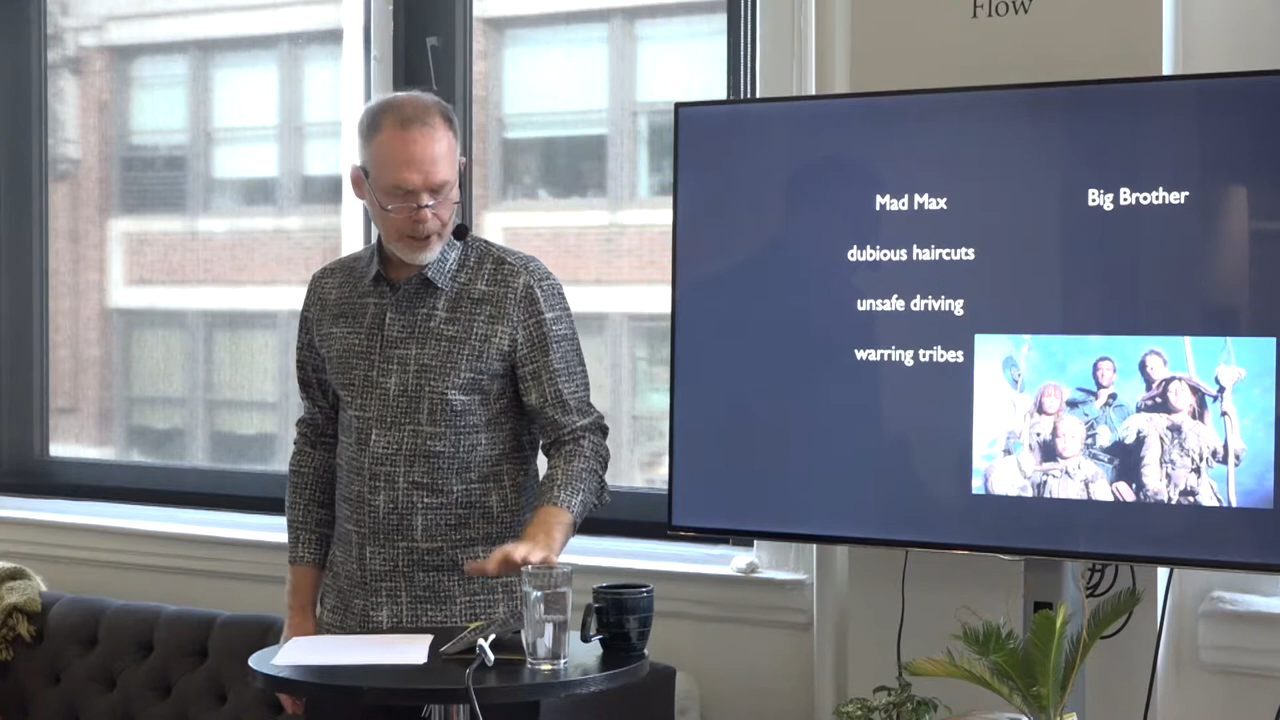 Flow
Mad Max
Big Brother
dubious haircuts
unsafe driving
warring tribes